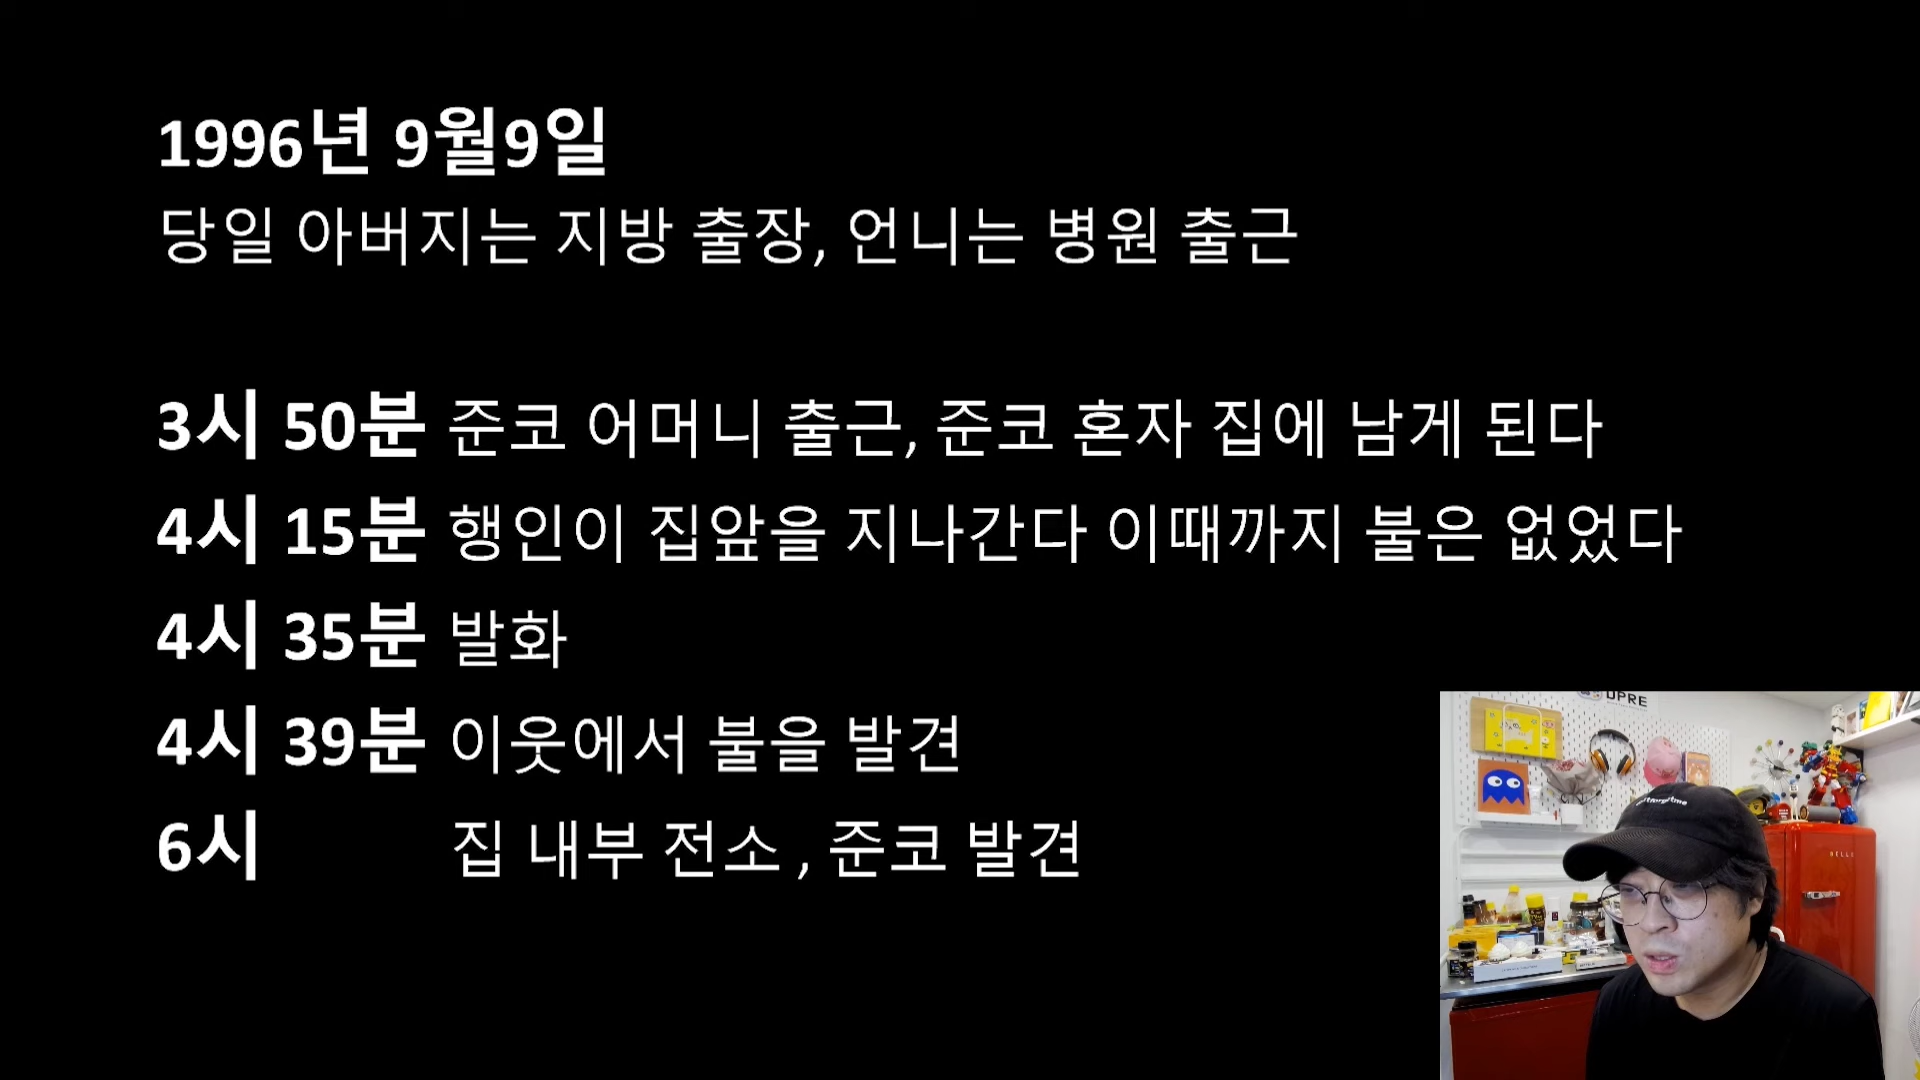 1996년 9월9일
당일 아버지는 지방 출장, 언니는 병원 출근
3시 50분 준코 어머니 출근, 준코 혼자 집에 남게 된다
4시 15분 행인이 집앞을 지나간다 이때까지 불은 없었다
4시 35분 발화
4시 39분 이웃에서 불을 발견
6시 집 내부 전소 , 준코 발견
UPRE